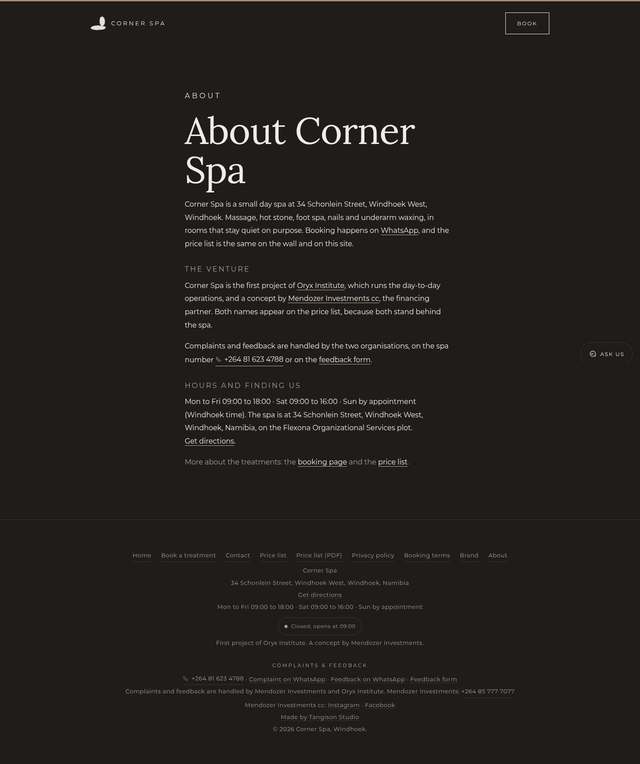 CORNER SPA
BOOK
ABOUT
About Corner
Spa
Corner Spa is a small day spa at 34 Schonlein Street, Windhoek West,
Windhoek. Massage, hot stone, foot spa, nails and underarm waxing, in
rooms that stay quiet on purpose. Booking happens on WhatsApp, and the
price list is the same on the wall and on this site.
THE VENTURE
Corner Spa is the first project of Oryx Institute, which runs the day-to-day
operations, and a concept by Mendozer Investments cc, the financing
partner. Both names appear on the price list, because both stand behind
the spa.
Complaints and feedback are handled by the two organisations, on the spa
number +264 81 623 4788 or on the feedback form.
ASK US
HOURS AND FINDING US
Mon to Fri 09:00 to 18:00 · Sat 09:00 to 16:00 · Sun by appointment
(Windhoek time). The spa is at 34 Schonlein Street, Windhoek West,
Windhoek, Namibia, on the Flexona Organizational Services plot.
Get directions.
More about the treatments: the booking page and the price list.
Home Book a treatment Contact Price list Price list (PDF) Privacy policy Booking terms Brand About
Corner Spa
34 Schonlein Street, Windhoek West, Windhoek, Namibia
Get directions
Mon to Fri 09:00 to 18:00 · Sat 09:00 to 16:00 · Sun by appointment
Closed, opens at 09:00
First project of Oryx Institute. A concept by Mendozer Investments.
COMPLAINTS & FEEDBACK
+264 81 623 4788 · Complaint on WhatsApp · Feedback on WhatsApp · Feedback form
Complaints and feedback are handled by Mendozer Investments and Oryx Institute. Mendozer Investments: +264 85 777 7077
Mendozer Investments cc: Instagram · Facebook
Made by Tangison Studio
© 2026 Corner Spa, Windhoek.